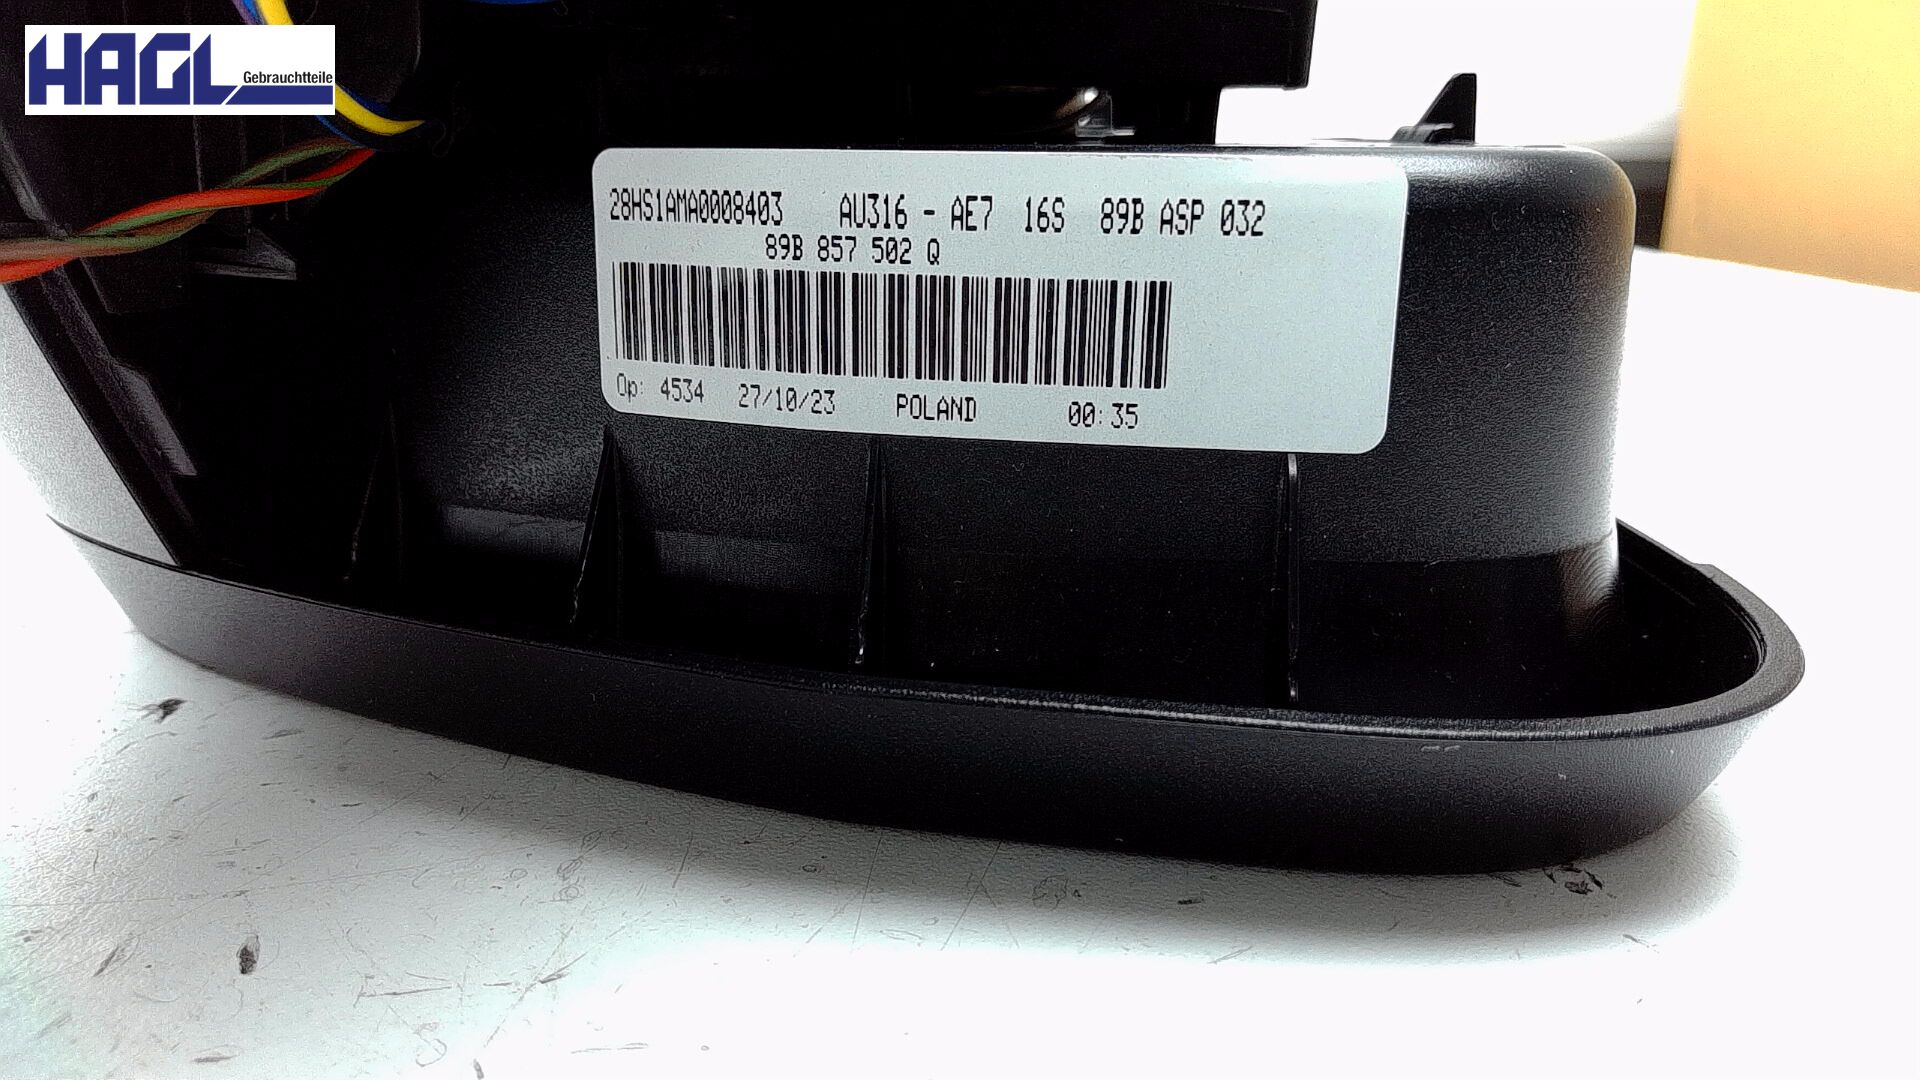 HAGL Gebrauchtteile
28HS1AMA0008403 AU316 - AE7 16S 89B ASP 032
89B 857 502 Q
Op: 4534 27/10/23 POLAND 00:35